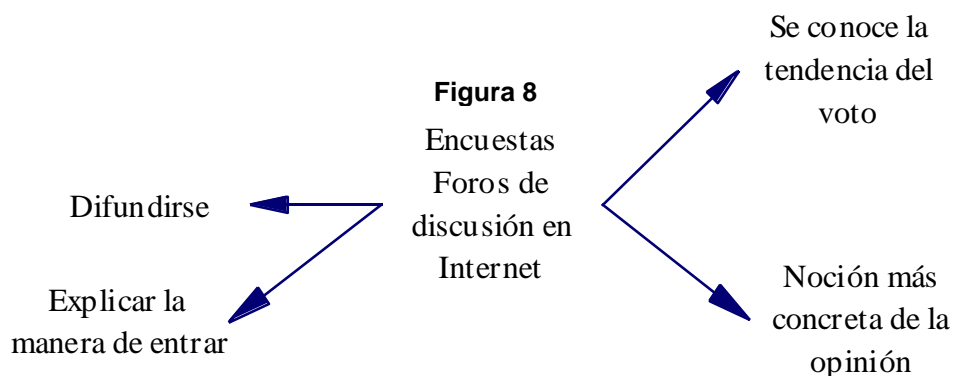 Figura 8
Encuestas
Foros de
discusión en
Internet
Difundirse
Explicar la
manera de entrar
Se conoce la
tendencia del
voto
Noción más
concreta de la
opinión